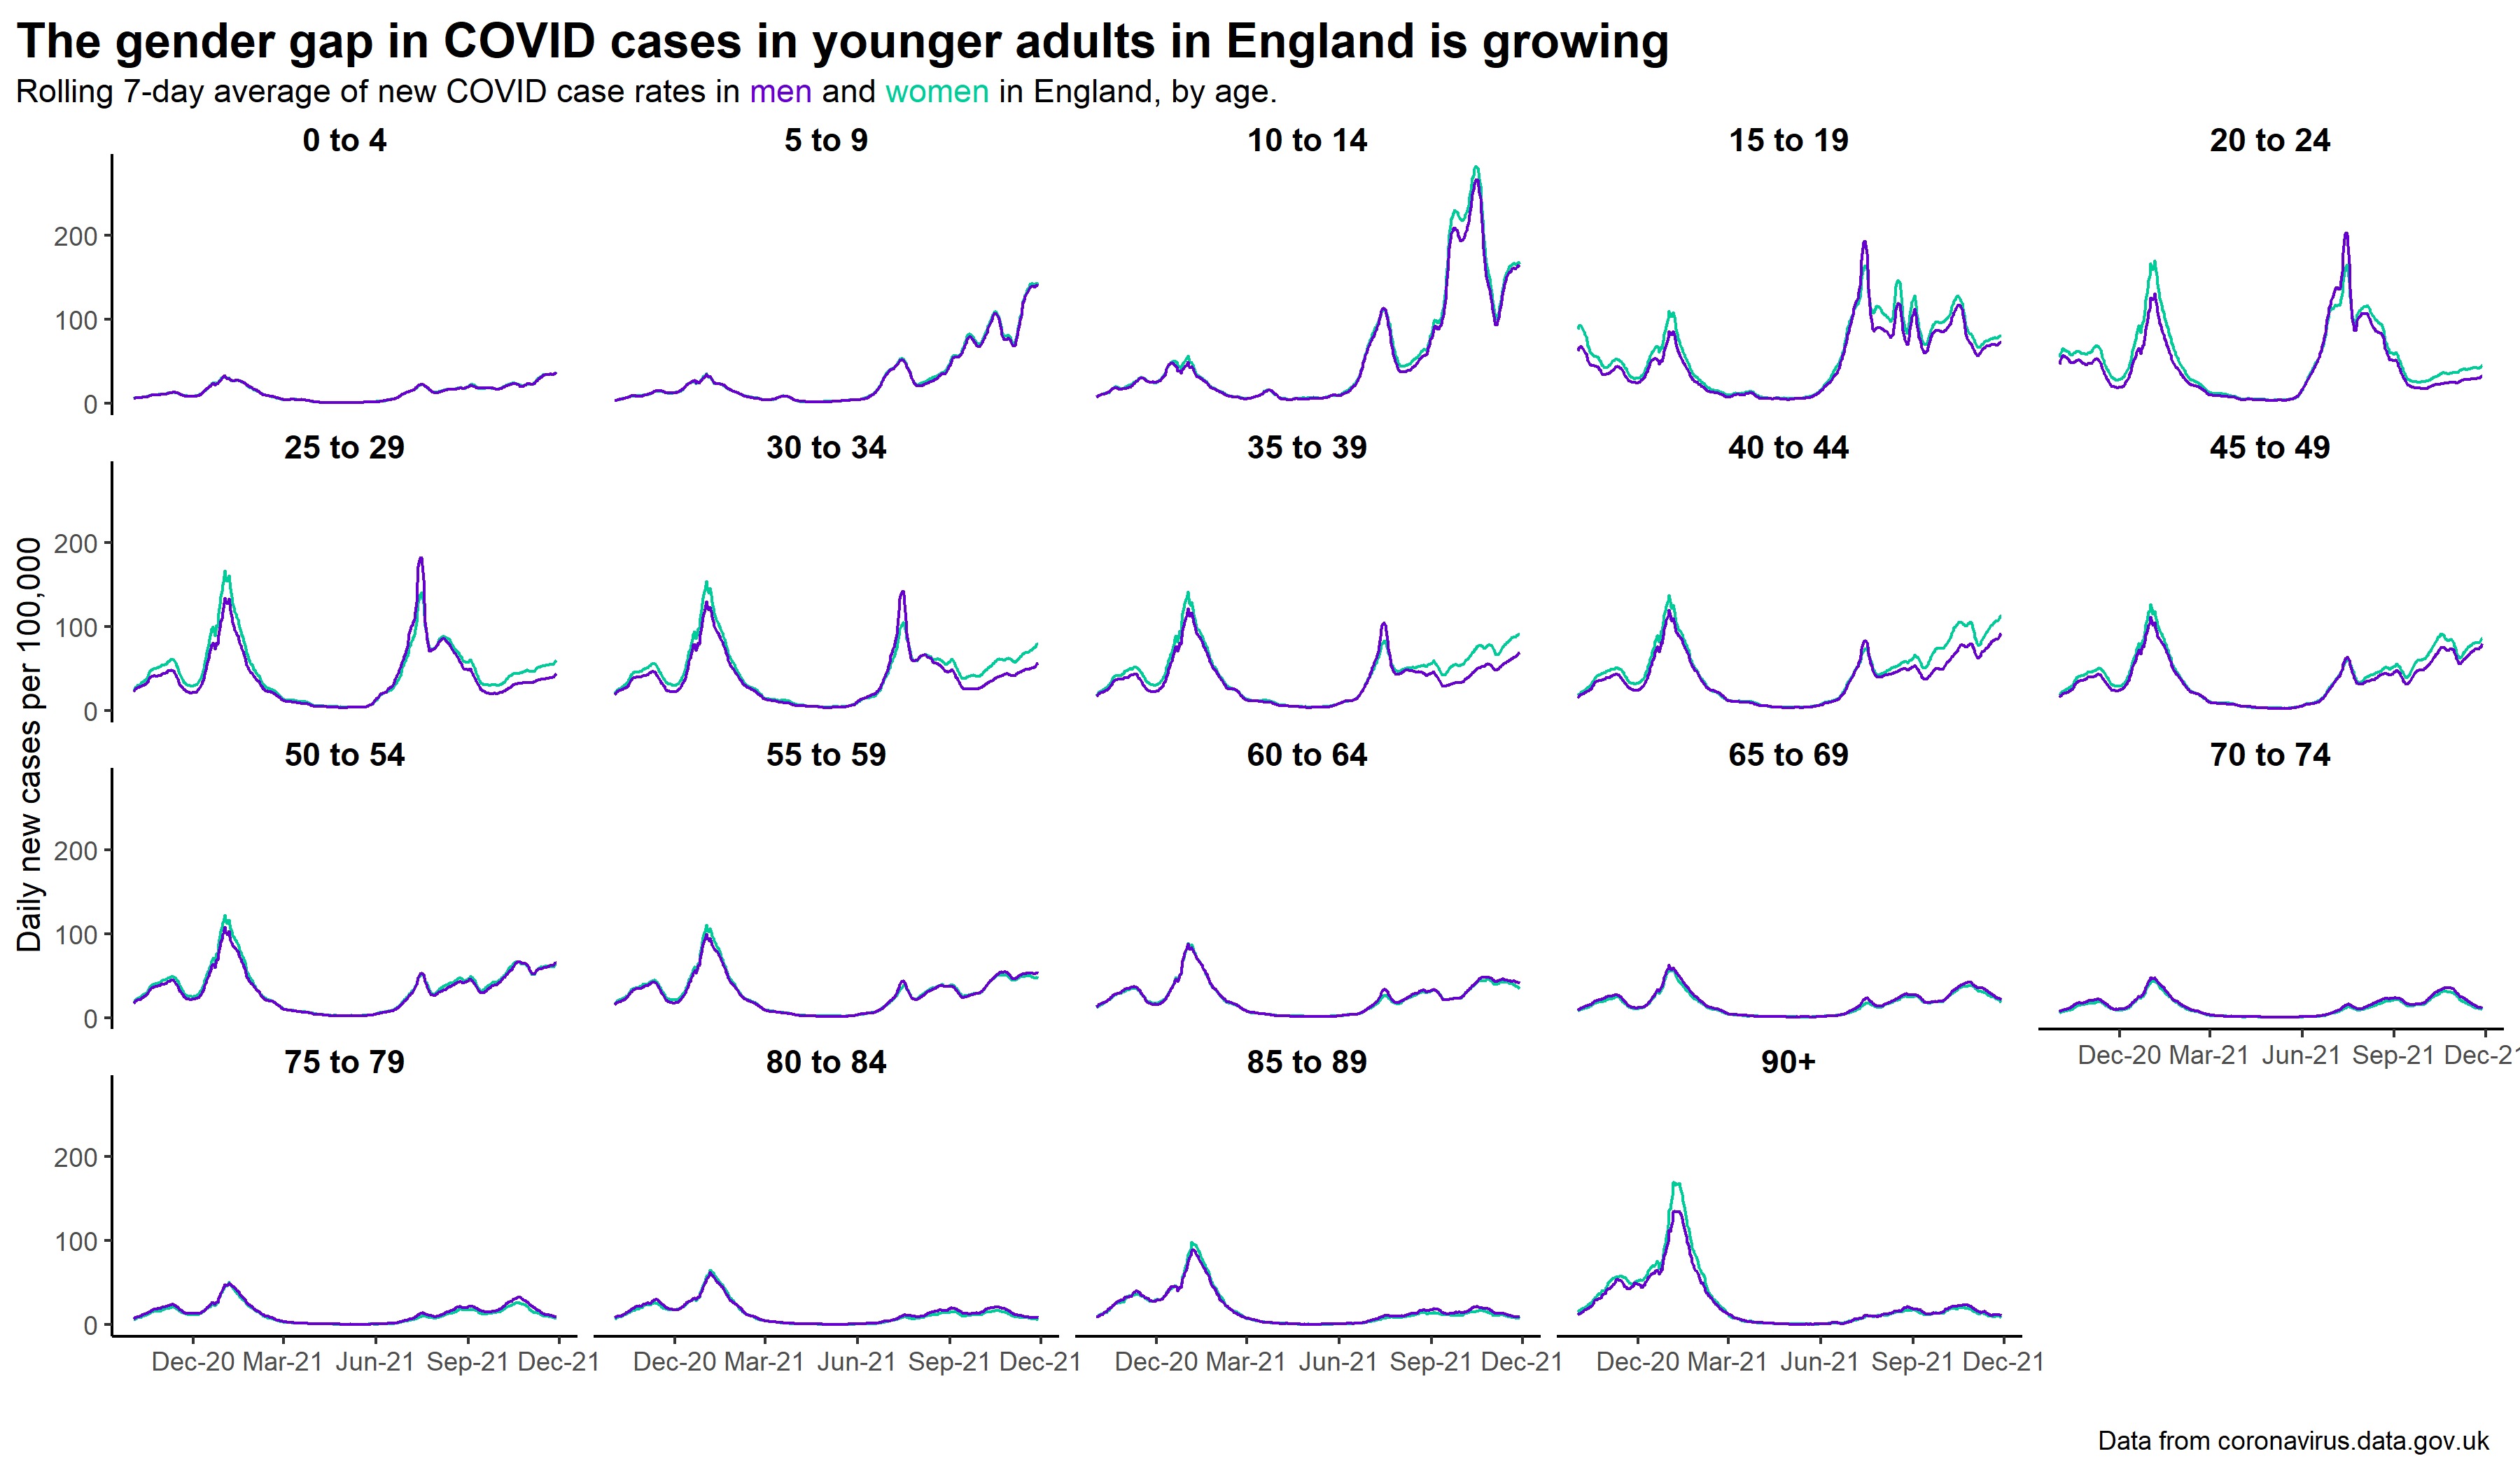 The gender gap in COVID cases in younger adults in England is growing
Rolling 7-day average of new COVID case rates in men and women in England, by age.
0 to 4 5 to 9 10 to 14 15 to 19 20 to 24
200
100
0
25 to 29 30 to 34 35 to 39 40 to 44 45 to 49
200
100
0
Daily new cases per 100,000
50 to 54 55 to 59 60 to 64 65 to 69 70 to 74
200
100
0
Dec-20 Mar-21 Jun-21 Sep-21 Dec-21
75 to 79 80 to 84 85 to 89 90+
200
100
0
Dec-20 Mar-21 Jun-21 Sep-21 Dec-21 Dec-20 Mar-21 Jun-21 Sep-21 Dec-21 Dec-20 Mar-21 Jun-21 Sep-21 Dec-21 Dec-20 Mar-21 Jun-21 Sep-21 Dec-21
Data from coronavirus.data.gov.uk